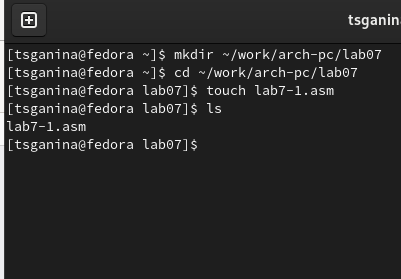 tsganina
[tsganina@fedora ~]$ mkdir ~/work/arch-pc/lab07
[tsganina@fedora ~]$ cd ~/work/arch-pc/lab07
[tsganina@fedora lab07]$ touch lab7-1.asm
[tsganina@fedora lab07]$ ls
lab7-1.asm
[tsganina@fedora lab07]$